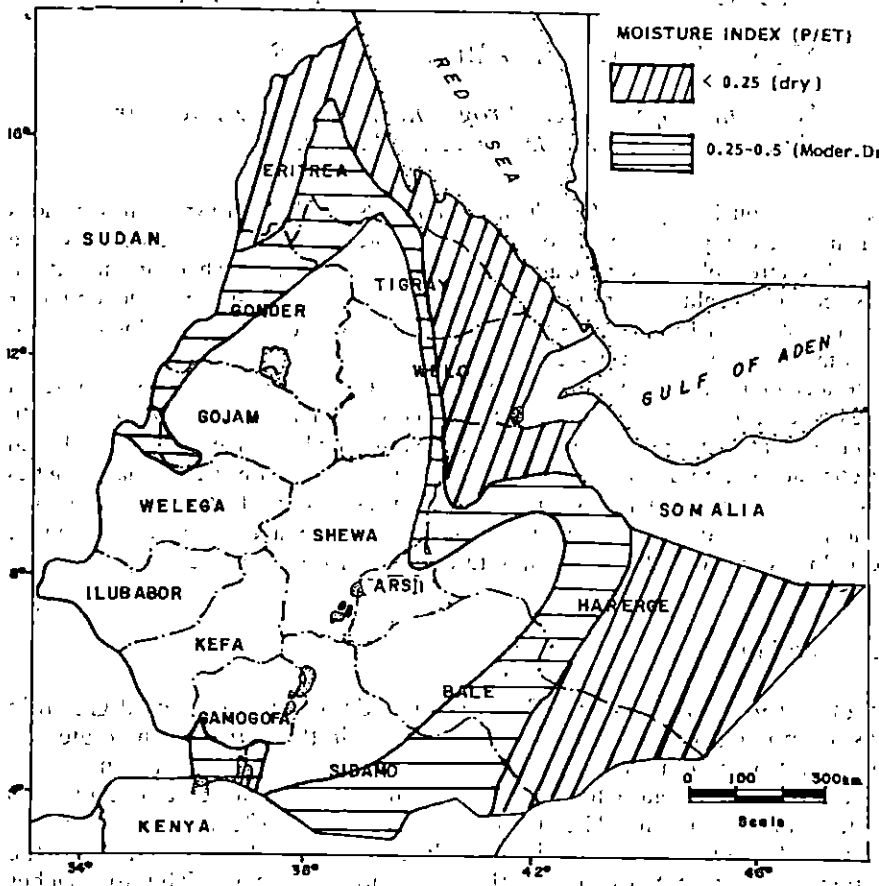 MOISTURE INDEX (P/ET)
< 0.25 (dry)
0.25-0.5 (Moder.D
RED SEA
16°
ERITREA
SUDAN
TIGRAY
GONDER
12°
WELO
GULF OF ADEN
GOJAM
WELEGA
SOMALIA
SHEWA
8°
ARSI
ILUBABOR
HARERGE
KEFA
BALE
GAMOGOFA
SIDAMO
0 100 300km
4°
Scale
KENYA
34° 38° 42° 46°